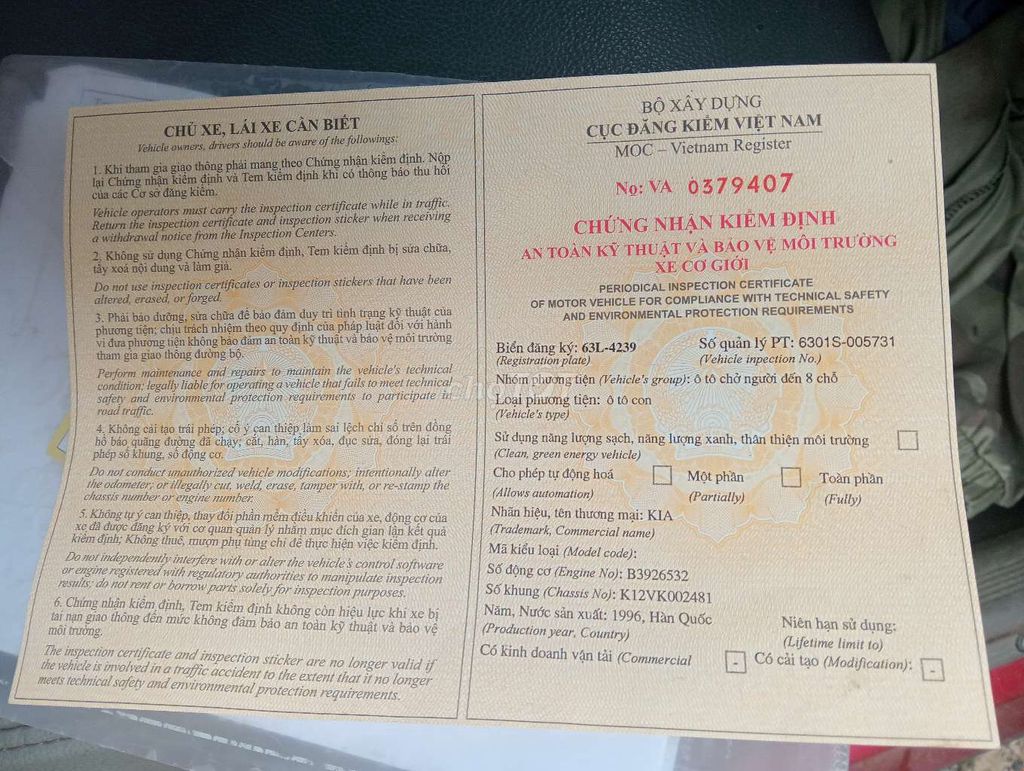 CHỦ XE, LÁI XE CẦN BIẾT
Vehicle owners, drivers should be aware of the followings:
1. Khi tham gia giao thông phải mang theo Chứng nhận kiểm định. Nộp
lại Chứng nhận kiểm định và Tem kiểm định khi có thông báo thu hồi
của các Cơ sở đăng kiểm.
Vehicle operators must carry the inspection certificate while in traffic.
Return the inspection certificate and inspection sticker when receiving
a withdrawal notice from the Inspection Centers.
2. Không sử dụng Chứng nhận kiểm định, Tem kiểm định bị sửa chữa,
tẩy xoá nội dung và làm giả.
Do not use inspection certificates or inspection stickers that have been
altered, erased, or forged.
3. Phải bảo dưỡng, sửa chữa để bảo đảm duy trì tình trạng kỹ thuật của
phương tiện; chịu trách nhiệm theo quy định của pháp luật đối với hành
vi đưa phương tiện không bảo đảm an toàn kỹ thuật và bảo vệ môi trường
tham gia giao thông đường bộ.
Perform maintenance and repairs to maintain the vehicle's technical
condition; legally liable for operating a vehicle that fails to meet technical
safety and environmental protection requirements to participate in
road traffic.
4. Không cải tạo trái phép; cố ý can thiệp làm sai lệch chỉ số trên đồng
hồ báo quãng đường đã chạy; cắt, hàn, tẩy xóa, đục sửa, đóng lại trái
phép số khung, số động cơ.
Do not conduct unauthorized vehicle modifications; intentionally alter
the odometer; or illegally cut, weld, erase, tamper with, or re-stamp the
chassis number or engine number.
5. Không tự ý can thiệp, thay đổi phần mềm điều khiển của xe, động cơ của
xe đã được đăng ký với cơ quan quản lý nhằm mục đích gian lận kết quả
kiểm định; Không thuê, mượn phụ tùng chỉ để thực hiện việc kiểm định.
Do not independently interfere with or alter the vehicle's control software
or engine registered with regulatory authorities to manipulate inspection
results; do not rent or borrow parts solely for inspection purposes.
6. Chứng nhận kiểm định, Tem kiểm định không còn hiệu lực khi xe bị
tai nạn giao thông đến mức không đảm bảo an toàn kỹ thuật và bảo vệ
môi trường.
The inspection certificate and inspection sticker are no longer valid if
the vehicle is involved in a traffic accident to the extent that it no longer
meets technical safety and environmental protection requirements.
BỘ XÂY DỰNG
CỤC ĐĂNG KIỂM VIỆT NAM
MOC – Vietnam Register
Nọ: VA 0379407
CHỨNG NHẬN KIỂM ĐỊNH
AN TOÀN KỸ THUẬT VÀ BẢO VỆ MÔI TRƯỜNG
XE CƠ GIỚI
PERIODICAL INSPECTION CERTIFICATE
OF MOTOR VEHICLE FOR COMPLIANCE WITH TECHNICAL SAFETY
AND ENVIRONMENTAL PROTECTION REQUIREMENTS
Biển đăng ký: 63L-4239 Số quản lý PT: 6301S-005731
(Registration plate) (Vehicle inpection No.)
Nhóm phương tiện (Vehicle's group): ô tô chở người đến 8 chỗ
Loại phương tiện: ô tô con
(Vehicle's type)
Sử dụng năng lượng sạch, năng lượng xanh, thân thiện môi trường
(Clean, green energy vehicle)
Cho phép tự động hoá Một phần Toàn phần
(Allows automation) (Partially) (Fully)
Nhãn hiệu, tên thương mại: KIA
(Trademark, Commercial name)
Mã kiểu loại (Model code):
Số động cơ (Engine No): B3926532
Số khung (Chassis No): K12VK002481
Năm, Nước sản xuất: 1996, Hàn Quốc Niên hạn sử dụng:
(Production year, Country) (Lifetime limit to)
Có kinh doanh vận tải (Commercial - Có cải tạo (Modification): -